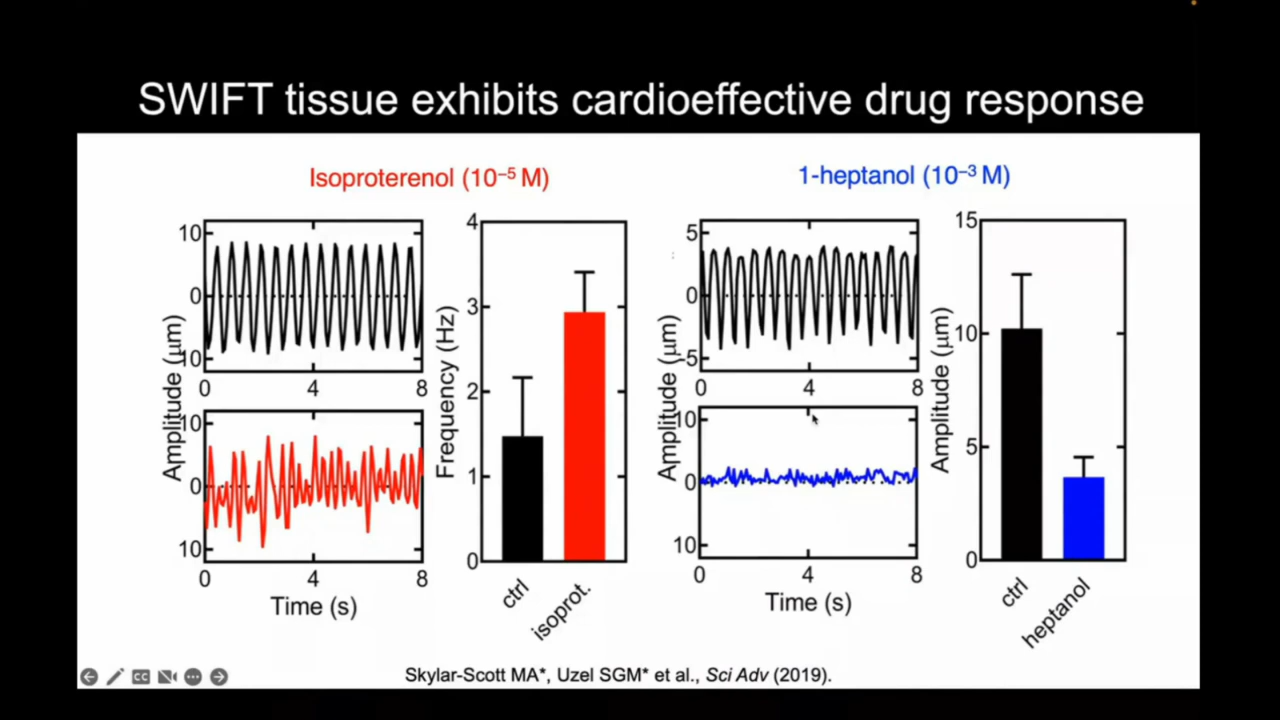 SWIFT tissue exhibits cardioeffective drug response
Isoproterenol (10⁻⁵ M)
1-heptanol (10⁻³ M)
Amplitude (μm)
10
0
10
0
4
8
10
0
10
0
4
8
Time (s)
Frequency (Hz)
4
3
2
1
0
ctrl
isoprot.
Amplitude (μm)
5
0
-5
0
4
8
10
0
10
0
4
8
Time (s)
Amplitude (μm)
15
10
5
0
ctrl
heptanol
CC
Skylar-Scott MA*, Uzel SGM* et al., Sci Adv (2019).